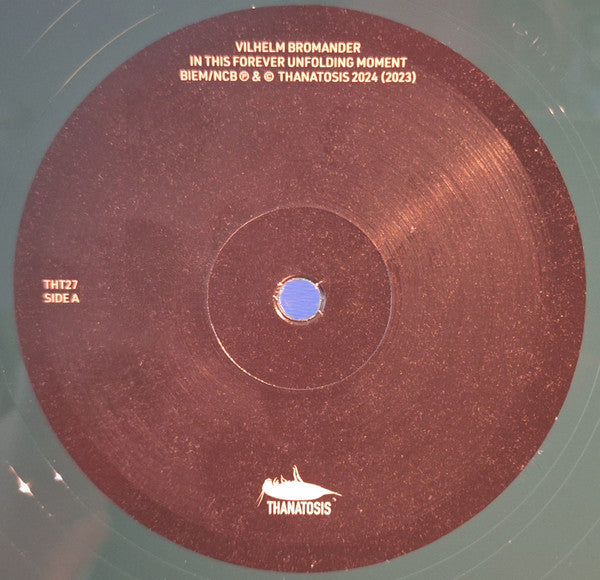 VILHELM BROMANDER
IN THIS FOREVER UNFOLDING MOMENT
BIEM/NCB ℗ & © THANATOSIS 2024 (2023)
THT27
SIDE A
THANATOSIS